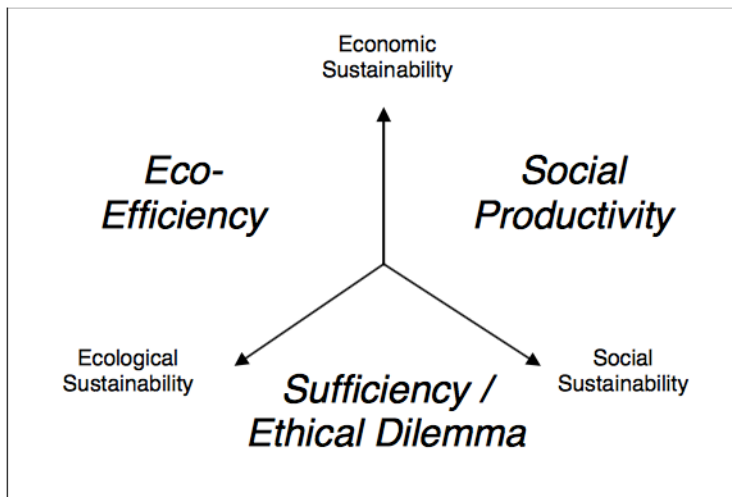 Economic
Sustainability
Eco-
Efficiency
Social
Productivity
Ecological
Sustainability
Social
Sustainability
Sufficiency /
Ethical Dilemma